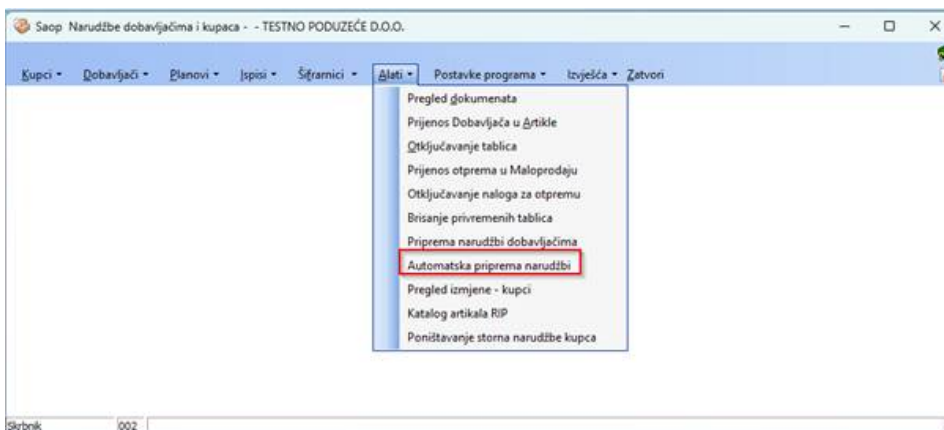 Saop Narudžbe dobavljačima i kupaca - - TESTNO PODUZEĆE D.O.O.
Kupci Dobavljači Planovi Ispisi Šifrarnici Alati Postavke programa Izvješća Zatvori
Pregled dokumenata
Prijenos Dobavljača u Artikle
Otključavanje tablica
Prijenos otprema u Maloprodaju
Otključavanje naloga za otpremu
Brisanje privremenih tablica
Priprema narudžbi dobavljačima
Automatska priprema narudžbi
Pregled izmjene - kupci
Katalog artikala RIP
Poništavanje storna narudžbe kupca
Skrbnik 002